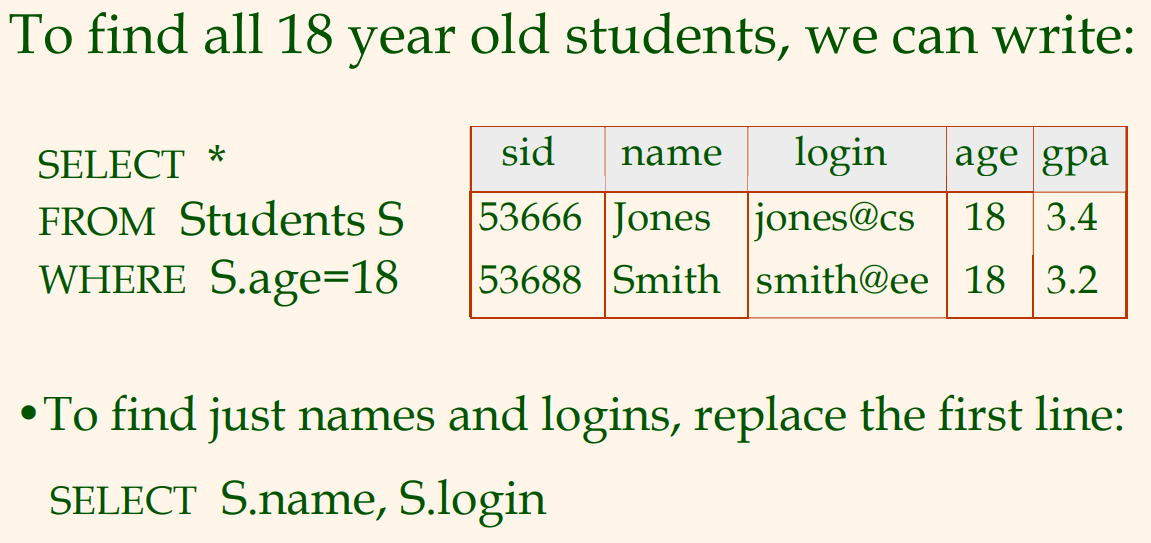 To find all 18 year old students, we can write:
SELECT *
FROM Students S
WHERE S.age=18
sid name login age gpa
53666 Jones jones@cs 18 3.4
53688 Smith smith@ee 18 3.2
•To find just names and logins, replace the first line:
SELECT S.name, S.login